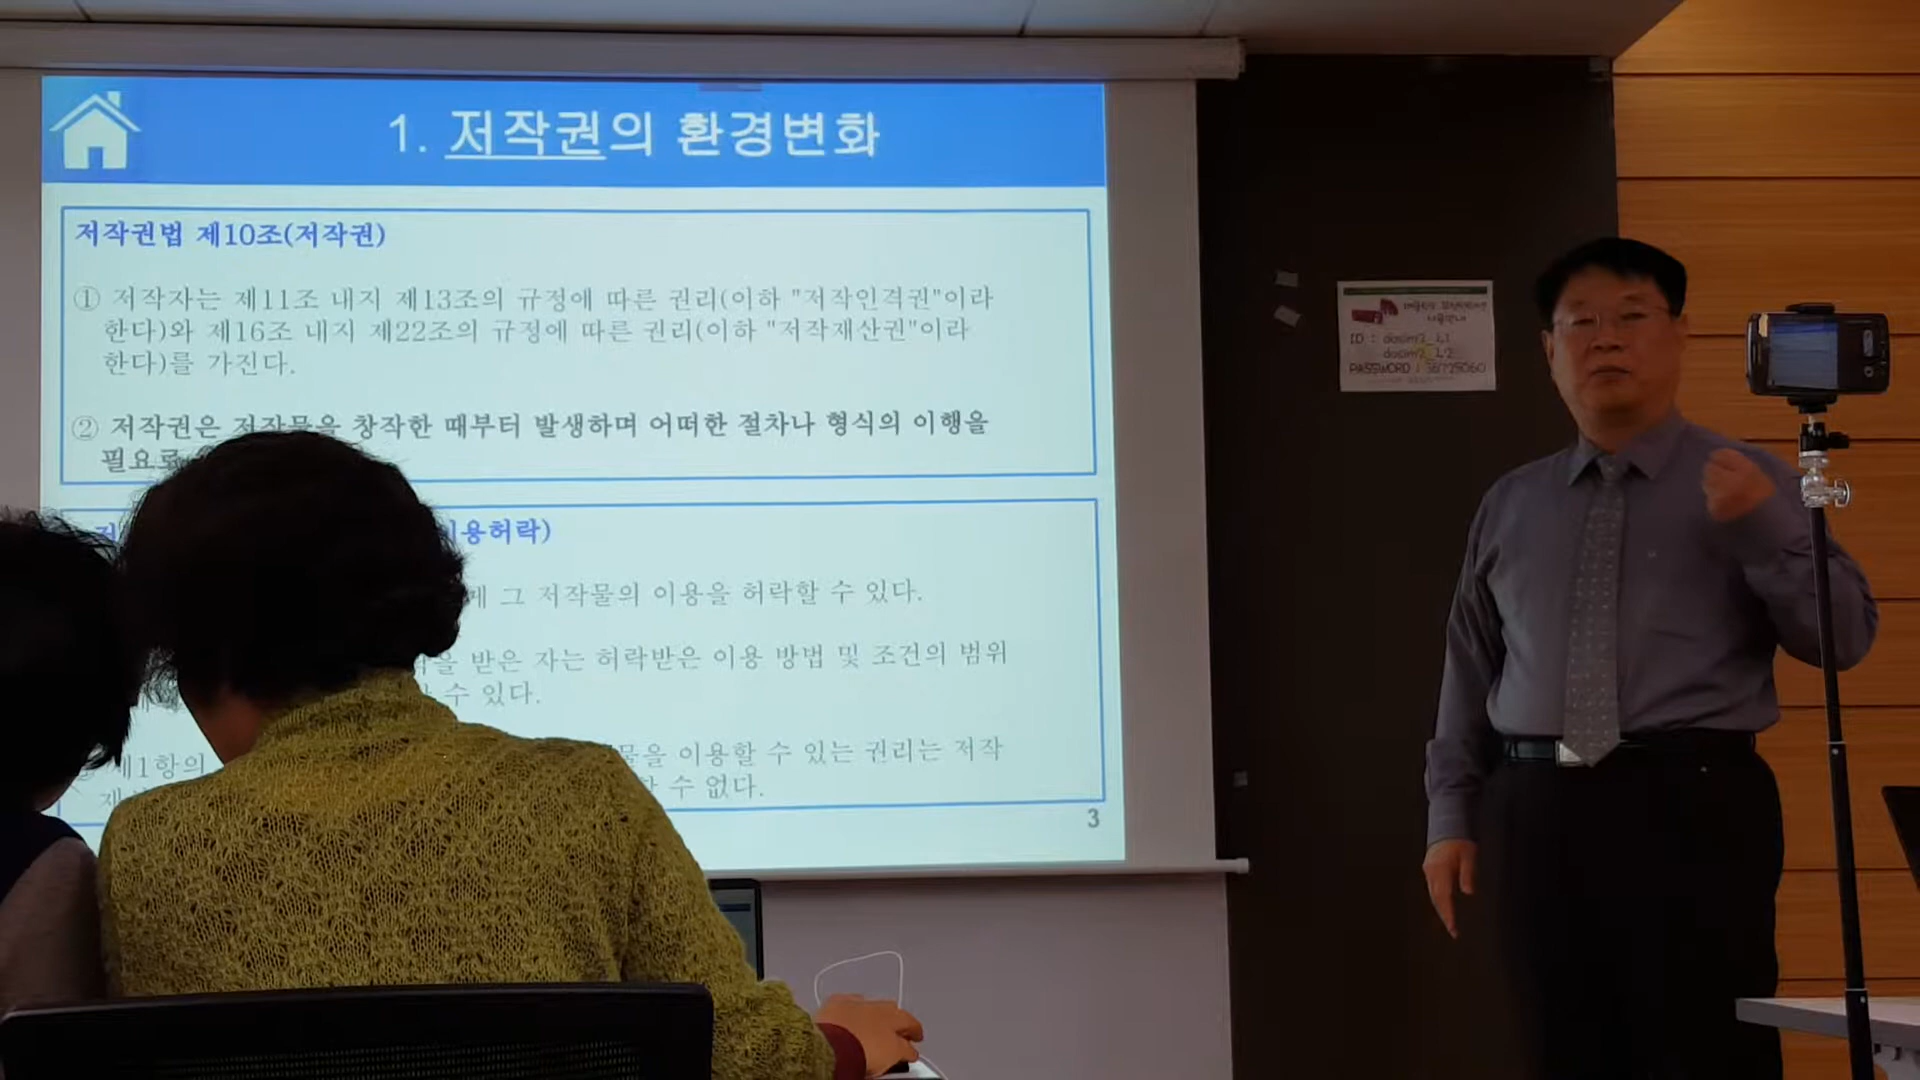 1. 저작권의 환경변화
저작권법 제10조(저작권)
① 저작자는 제11조 내지 제13조의 규정에 따른 권리(이하 "저작인격권"이라
한다)와 제16조 내지 제22조의 규정에 따른 권리(이하 "저작재산권"이라
한다)를 가진다.
② 저작권은 저작물을 창작한 때부터 발생하며 어떠한 절차나 형식의 이행을
필요로
이용허락)
그 저작물의 이용을 허락할 수 있다.
받은 자는 허락받은 이용 방법 및 조건의 범위
수 있다.
제1항의
이용할 수 있는 권리는 저작
수 없다.
3
ID :
PASSWORD :